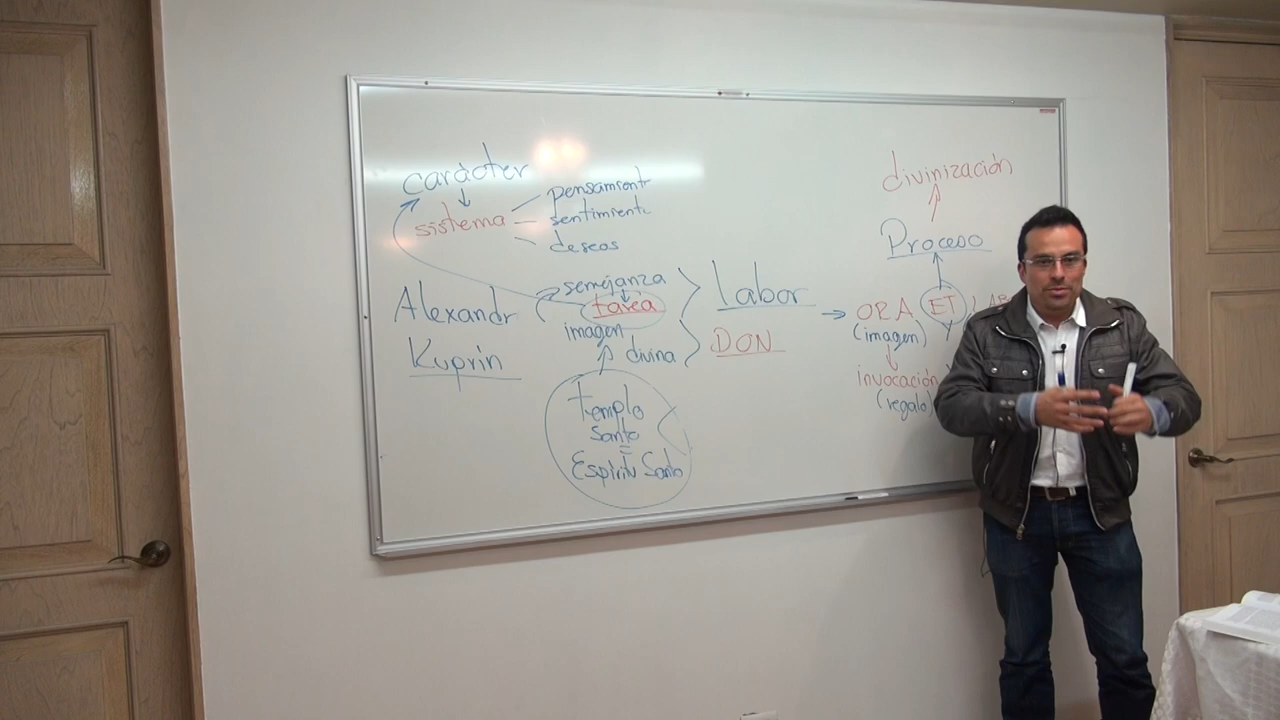 carácter
sistema
pensamient
sentimient
deseos
Alexandr
Kuprin
semejanza
tarea
imagen
divina
templo
Santo
Espíritu Santo
Labor
DON
divinización
Proceso
ORA ET LAB
(imagen) y
invocación
(regalo)